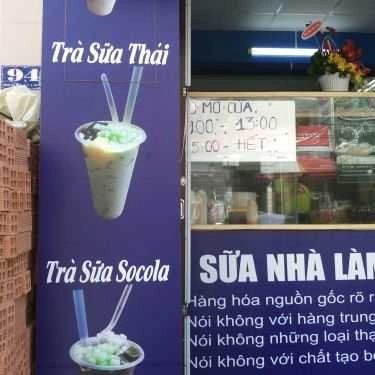 Trà Sữa Thái
94
MỞ CỬA
- 13:00
- HẾT
Trà Sữa Socola
SỮA NHÀ LÀM
Hàng hóa nguồn gốc rõ r
Nói không với hàng trung
Nói không những loại thạ
Nói không với chất tạo b